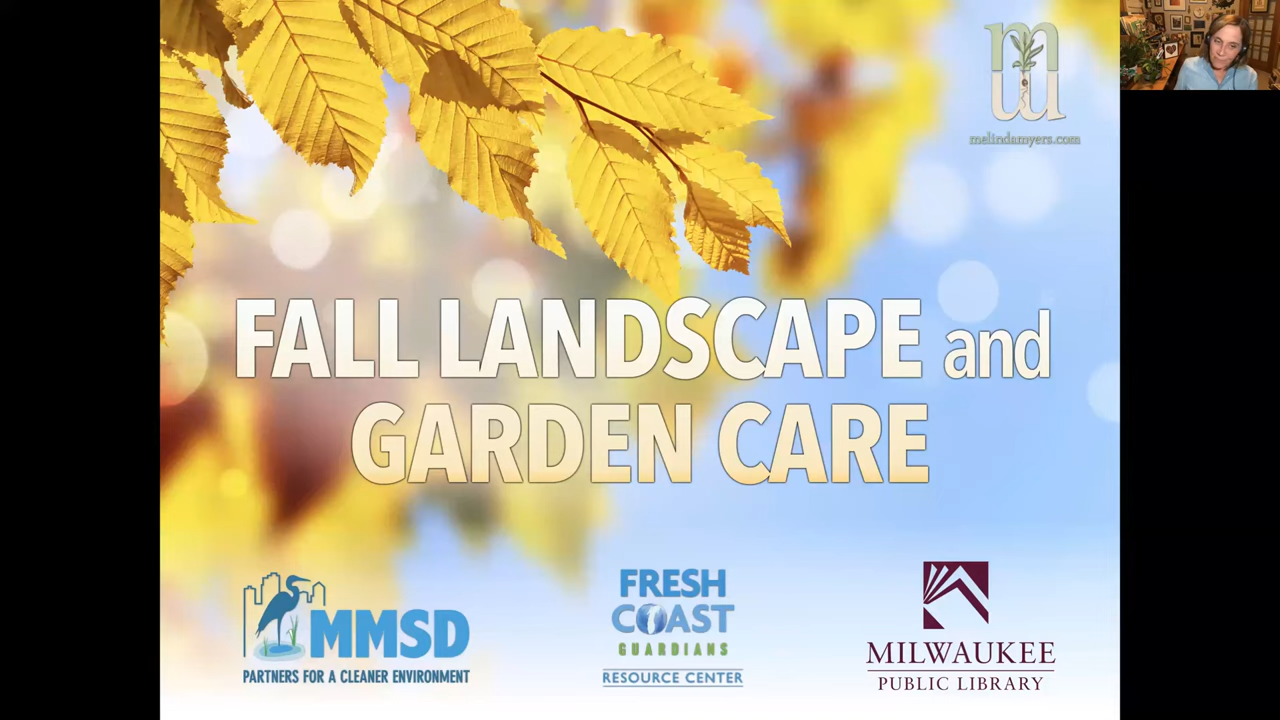 melindamyers.com
FALL LANDSCAPE and
GARDEN CARE
MMSD
PARTNERS FOR A CLEANER ENVIRONMENT
FRESH
COAST
GUARDIANS
RESOURCE CENTER
MILWAUKEE
PUBLIC LIBRARY